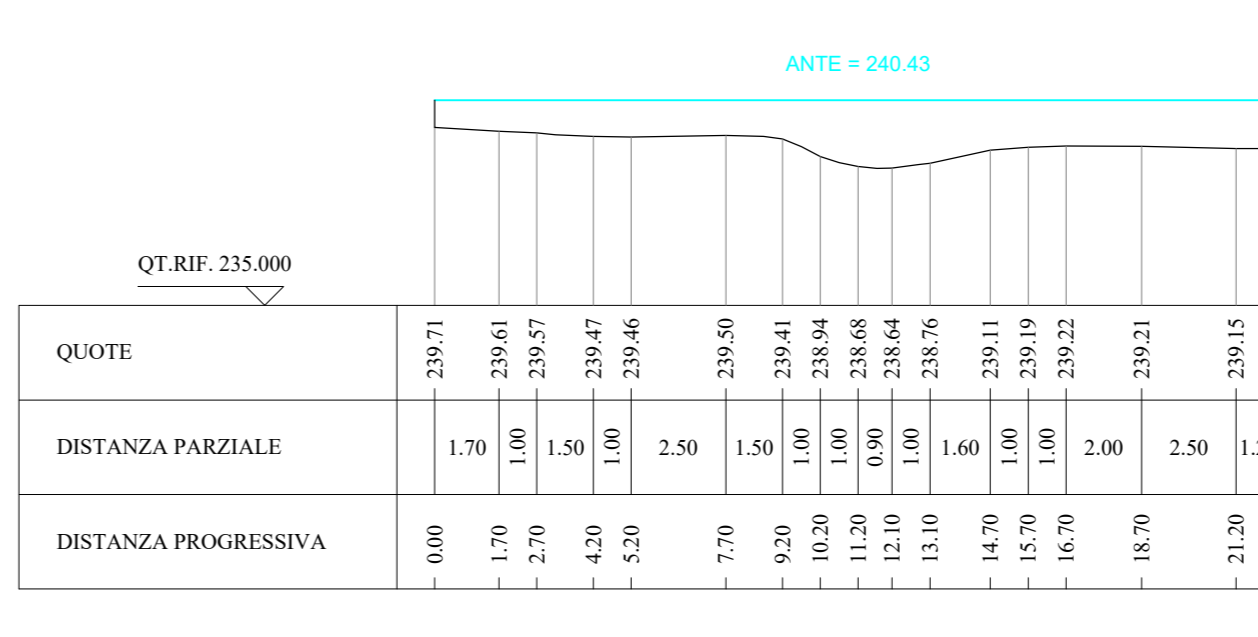 ANTE = 240.43
QT.RIF. 235.000
QUOTE 239.71 239.61 239.57 239.47 239.46 239.50 239.41 238.94 238.68 238.64 238.76 239.11 239.19 239.22 239.21 239.15
DISTANZA PARZIALE 1.70 1.00 1.50 1.00 2.50 1.50 1.00 1.00 0.90 1.00 1.60 1.00 1.00 2.00 2.50
DISTANZA PROGRESSIVA 0.00 1.70 2.70 4.20 5.20 7.70 9.20 10.20 11.20 12.10 13.10 14.70 15.70 16.70 18.70 21.20